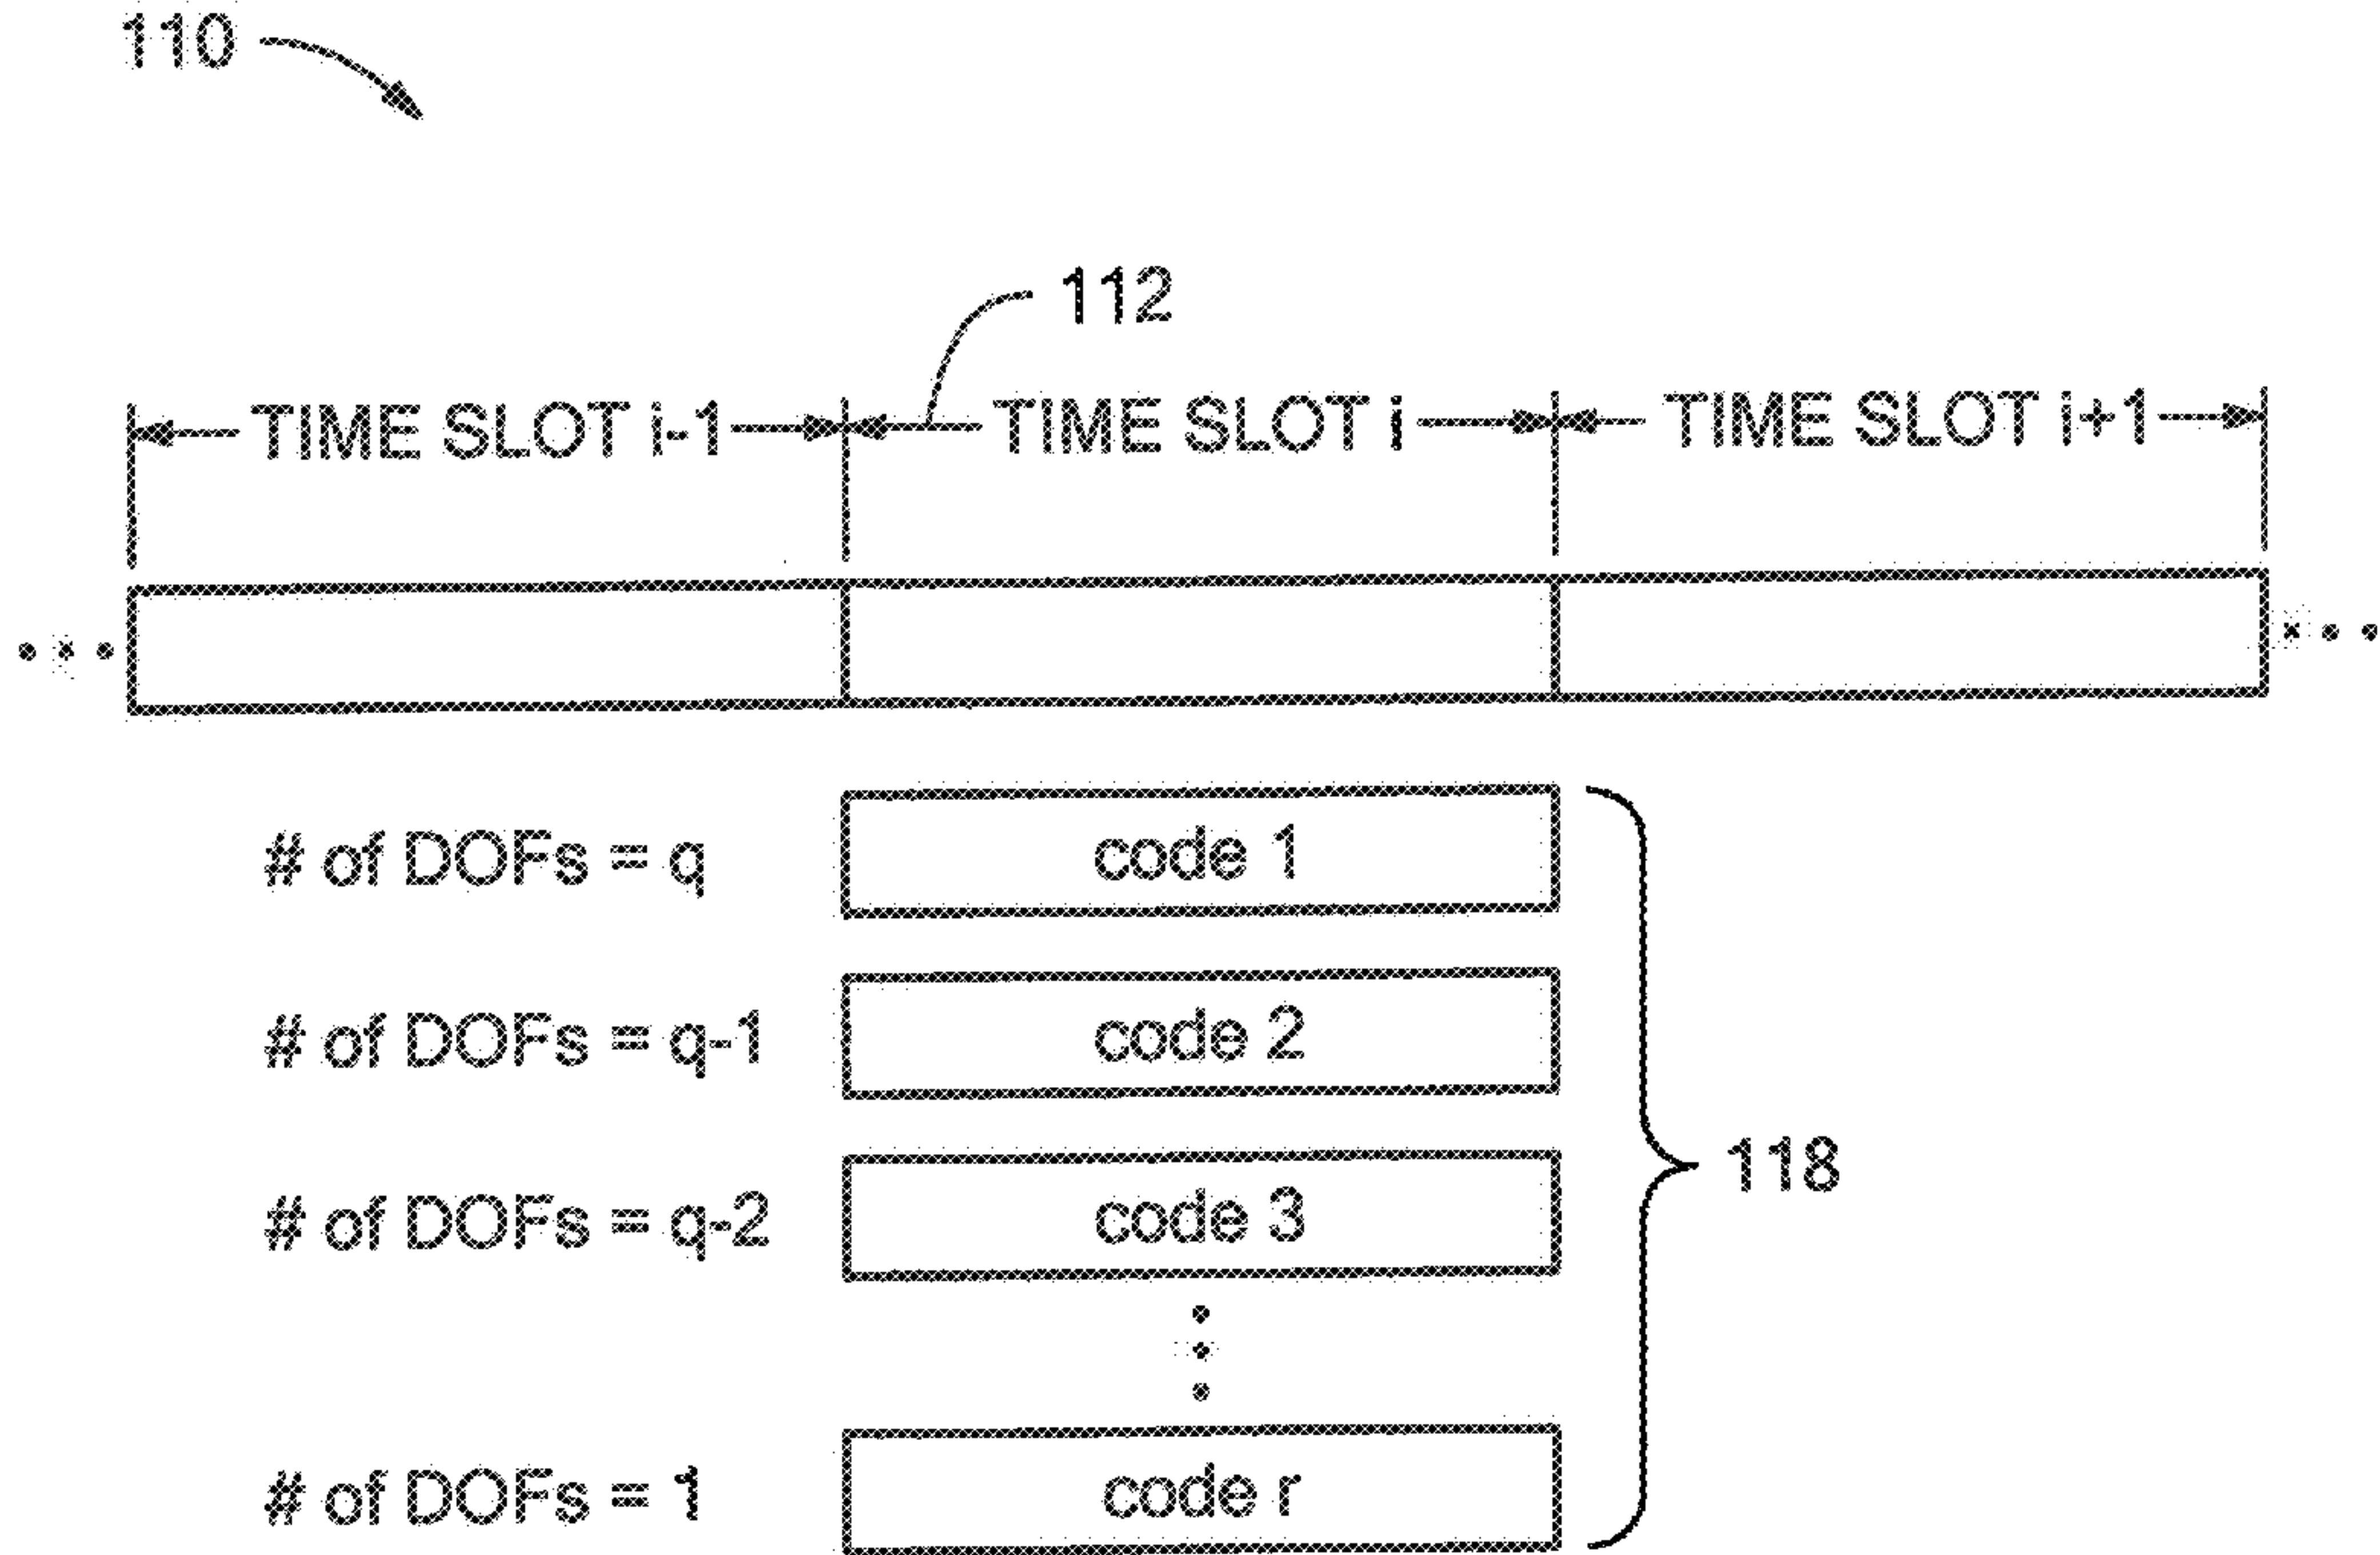 110
112
TIME SLOT i-1 TIME SLOT i TIME SLOT i+1
# of DOFs = q code 1
# of DOFs = q-1 code 2
# of DOFs = q-2 code 3
118
# of DOFs = 1 code r